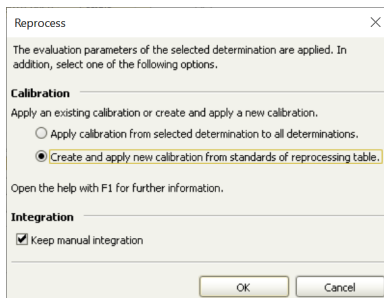 Reprocess
The evaluation parameters of the selected determination are applied. In
addition, select one of the following options.
Calibration
Apply an existing calibration or create and apply a new calibration.
Apply calibration from selected determination to all determinations.
Create and apply new calibration from standards of reprocessing table.
Open the help with F1 for further information.
Integration
Keep manual integration
OK Cancel